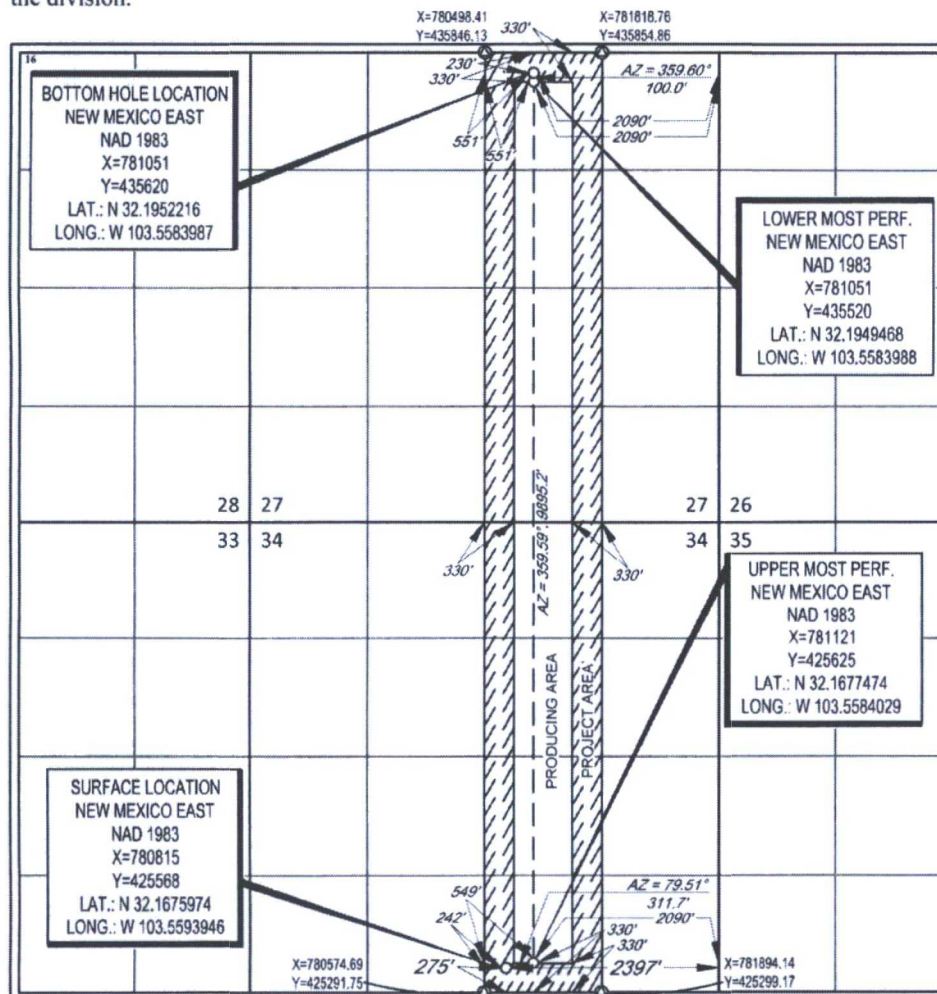 the division.
X=780498.41
Y=435846.13
330'
X=781818.76
Y=435854.86
16
230'
330'
AZ = 359.60°
100.0'
BOTTOM HOLE LOCATION
NEW MEXICO EAST
NAD 1983
X=781051
Y=435620
LAT.: N 32.1952216
LONG.: W 103.5583987
2090'
2090'
551'
551'
LOWER MOST PERF.
NEW MEXICO EAST
NAD 1983
X=781051
Y=435520
LAT.: N 32.1949468
LONG.: W 103.5583988
28 27
27 26
33 34
34 35
330'
330'
AZ = 359.59°, 9895.2'
UPPER MOST PERF.
NEW MEXICO EAST
NAD 1983
X=781121
Y=425625
LAT.: N 32.1677474
LONG.: W 103.5584029
PRODUCING AREA
PROJECT AREA
SURFACE LOCATION
NEW MEXICO EAST
NAD 1983
X=780815
Y=425568
LAT.: N 32.1675974
LONG.: W 103.5593946
549'
242'
AZ = 79.51°
311.7'
2090'
330'
330'
275'
2397'
X=780574.69
Y=425291.75
X=781894.14
Y=425299.17